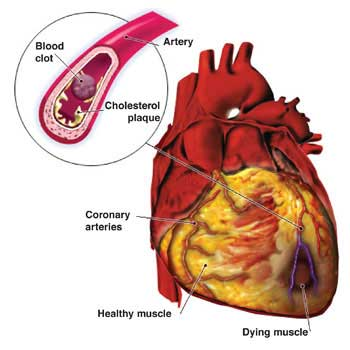 Blood
clot
Artery
Cholesterol
plaque
Coronary
arteries
Healthy muscle
Dying muscle